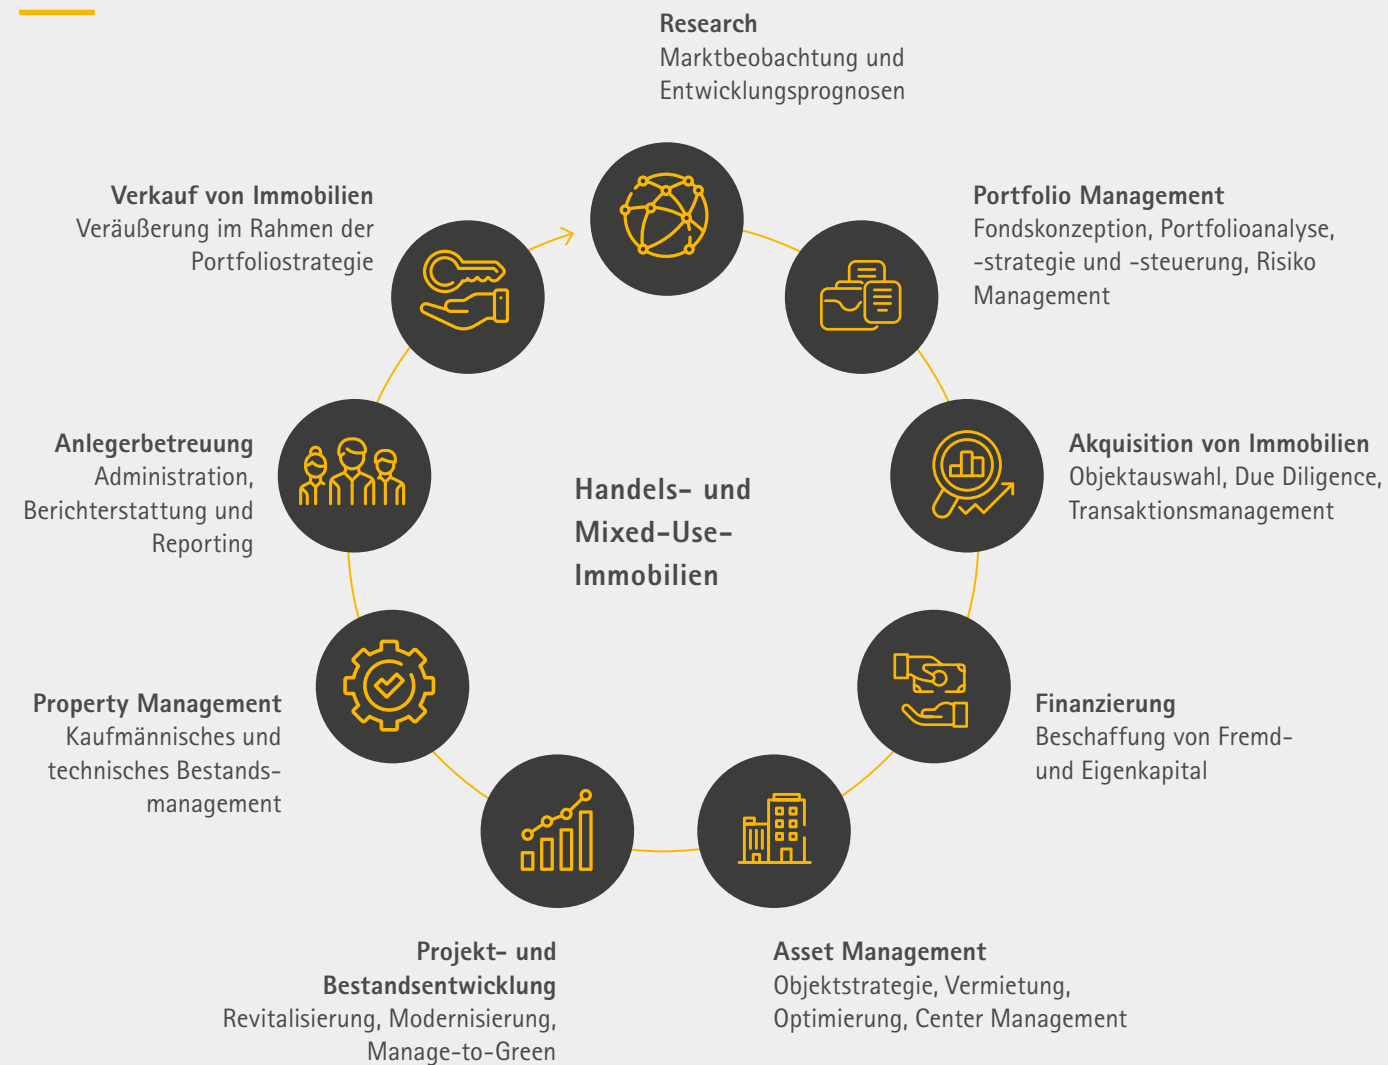 Research
Marktbeobachtung und
Entwicklungsprognosen
Portfolio Management
Fondskonzeption, Portfolioanalyse,
-strategie und -steuerung, Risiko
Management
Akquisition von Immobilien
Objektauswahl, Due Diligence,
Transaktionsmanagement
Finanzierung
Beschaffung von Fremd-
und Eigenkapital
Asset Management
Objektstrategie, Vermietung,
Optimierung, Center Management
Projekt- und
Bestandsentwicklung
Revitalisierung, Modernisierung,
Manage-to-Green
Property Management
Kaufmännisches und
technisches Bestands-
management
Anlegerbetreuung
Administration,
Berichterstattung und
Reporting
Verkauf von Immobilien
Veräußerung im Rahmen der
Portfoliostrategie
Handels- und
Mixed-Use-
Immobilien